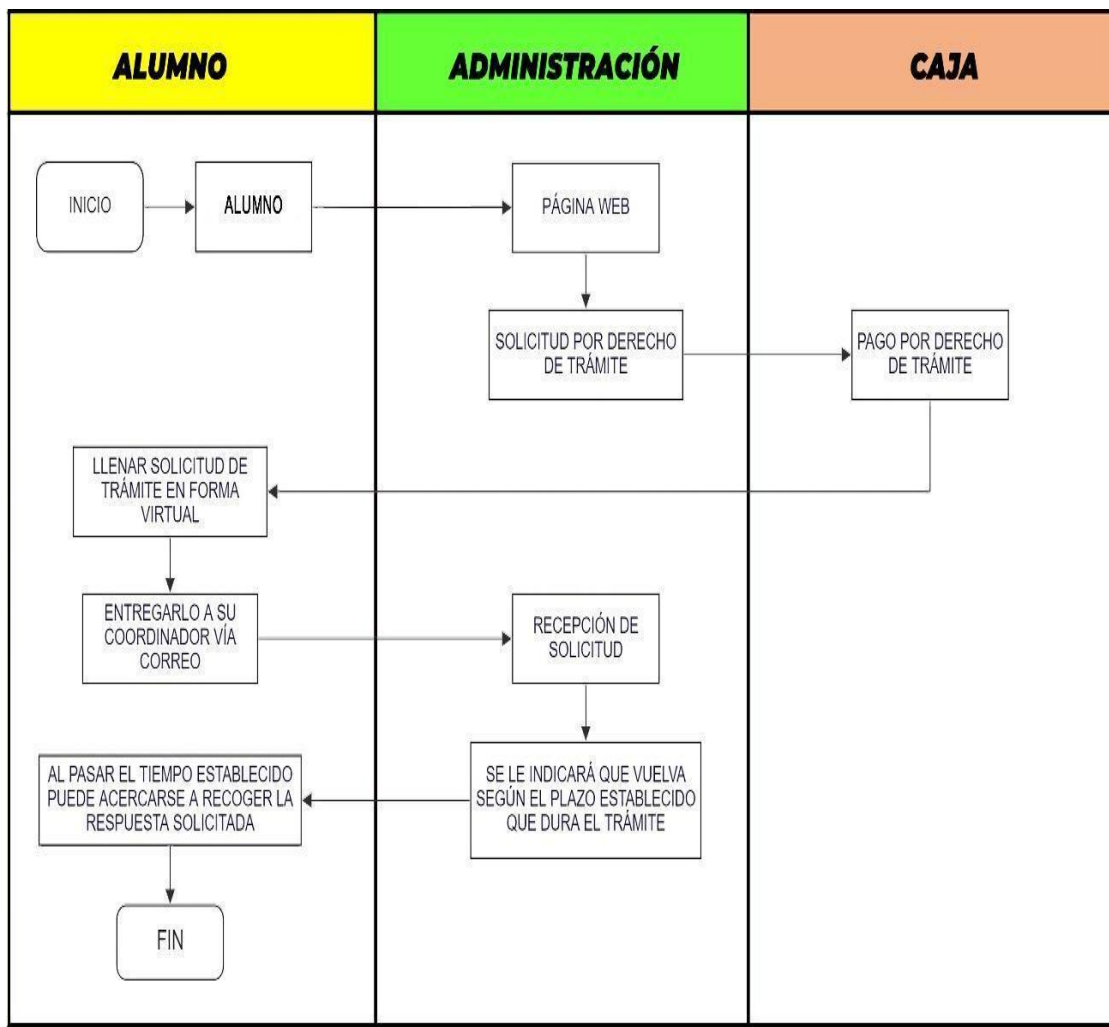 ALUMNO
ADMINISTRACIÓN
CAJA
INICIO
ALUMNO
PÁGINA WEB
SOLICITUD POR DERECHO
DE TRÁMITE
PAGO POR DERECHO
DE TRÁMITE
LLENAR SOLICITUD DE
TRÁMITE EN FORMA
VIRTUAL
ENTREGARLO A SU
COORDINADOR VÍA
CORREO
RECEPCIÓN DE
SOLICITUD
SE LE INDICARÁ QUE VUELVA
SEGÚN EL PLAZO ESTABLECIDO
QUE DURA EL TRÁMITE
AL PASAR EL TIEMPO ESTABLECIDO
PUEDE ACERCARSE A RECOGER LA
RESPUESTA SOLICITADA
FIN